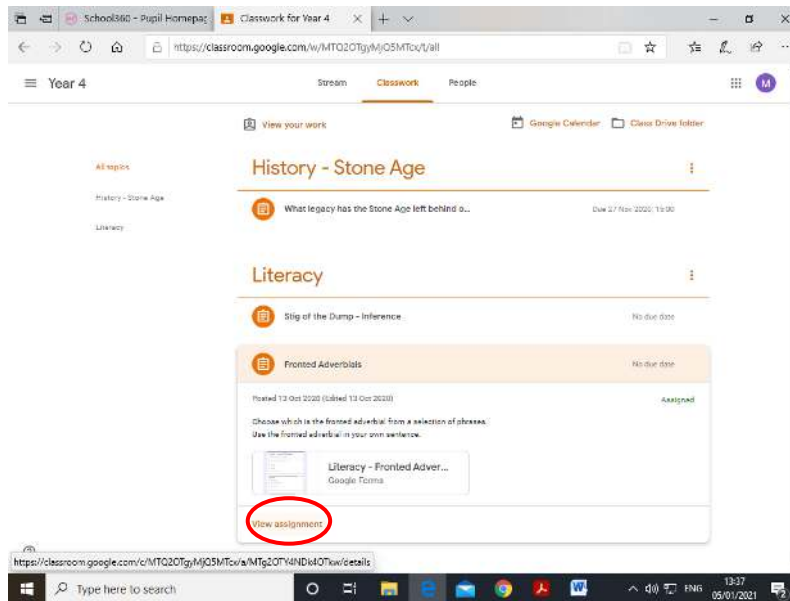 School360 - Pupil Homepag
Classwork for Year 4
https://classroom.google.com/w/MTQ2OTgyMjQ5MTcx/t/all
Year 4
Stream Classwork People
M
View your work
Google Calendar Class Drive folder
All topics
History - Stone Age
Literacy
History - Stone Age
What legacy has the Stone Age left behind o...
Due 27 Nov 2020, 15:00
Literacy
Stig of the Dump - Inference
No due date
Fronted Adverbials
No due date
Posted 13 Oct 2020 (Edited 13 Oct 2020)
Assigned
Choose which is the fronted adverbial from a selection of phrases.
Use the fronted adverbial in your own sentence.
Literacy - Fronted Adver...
Google Forms
View assignment
https://classroom.google.com/c/MTQ2OTgyMjQ5MTcx/a/MTg2OTY4NDk4OTkw/details
Type here to search
ENG
13:37
05/01/2021